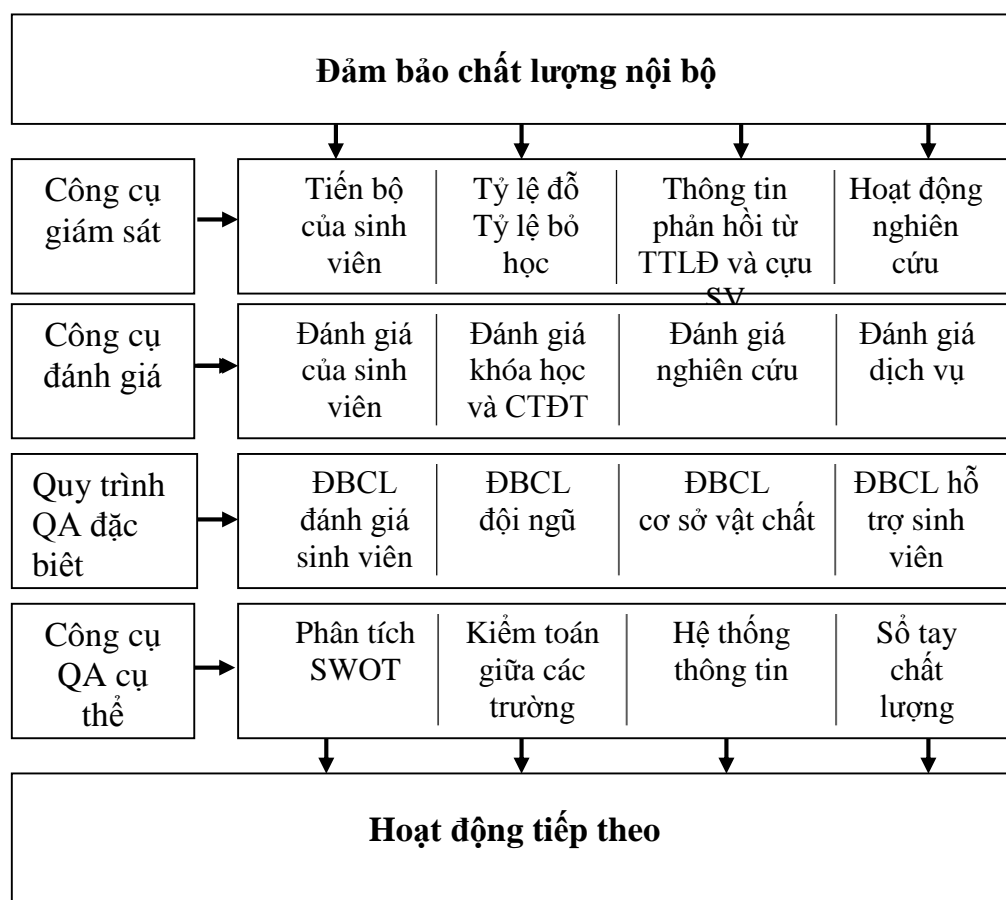 Đảm bảo chất lượng nội bộ
Công cụ
giám sát
Tiến bộ
của sinh
viên
Tỷ lệ đỗ
Tỷ lệ bỏ
học
Thông tin
phản hồi từ
TTLĐ và cựu
SV
Hoạt động
nghiên
cứu
Công cụ
đánh giá
Đánh giá
của sinh
viên
Đánh giá
khóa học
và CTĐT
Đánh giá
nghiên cứu
Đánh giá
dịch vụ
Quy trình
QA đặc
biêt
ĐBCL
đánh giá
sinh viên
ĐBCL
đội ngũ
ĐBCL
cơ sở vật chất
ĐBCL hỗ
trợ sinh
viên
Công cụ
QA cụ
thể
Phân tích
SWOT
Kiểm toán
giữa các
trường
Hệ thống
thông tin
Sổ tay
chất
lượng
Hoạt động tiếp theo